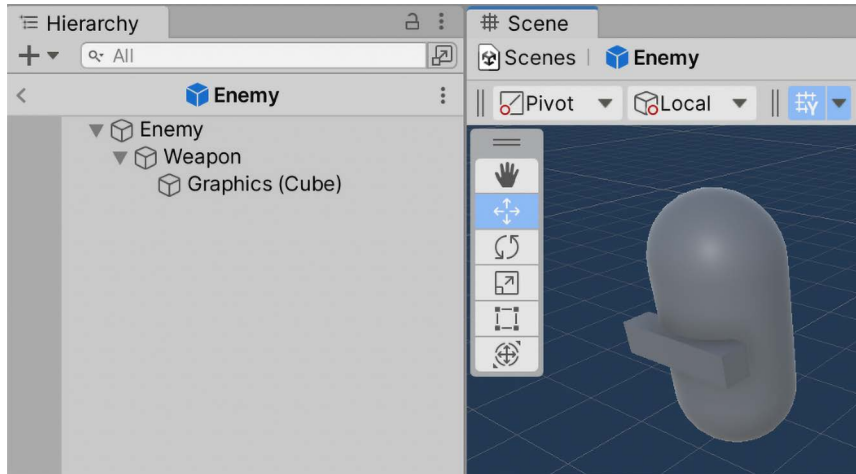 Hierarchy
All
Enemy
Enemy
Weapon
Graphics (Cube)
Scene
Scenes | Enemy
Pivot Local